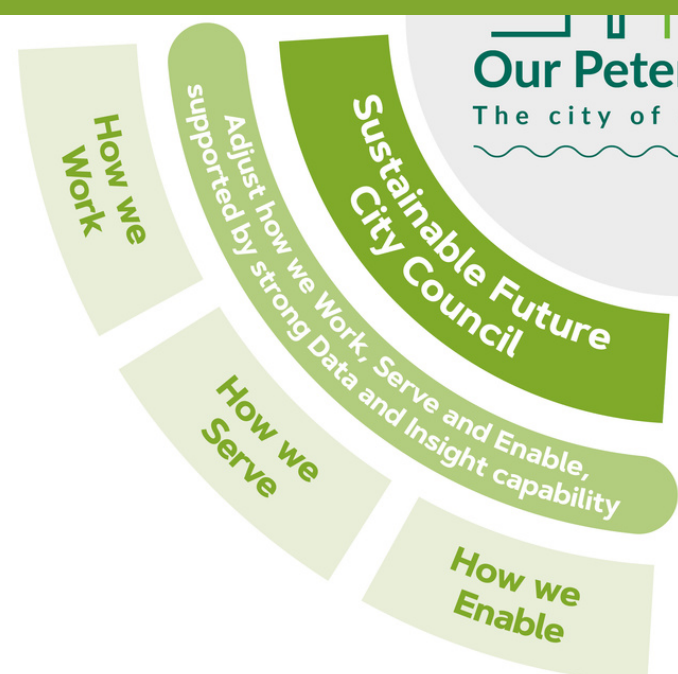 Our Pete
The city of
Sustainable Future
City Council
Adjust how we Work, Serve and Enable,
supported by strong Data and Insight capability
How we
Work
How we
Serve
How we
Enable